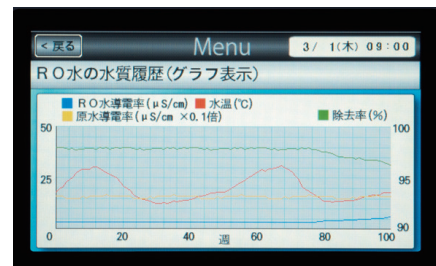 < 戻る Menu 3/ 1(木) 09:00
RO水の水質履歴(グラフ表示)
RO水導電率(μS/cm) 水温(℃)
原水導電率(μS/cm ×0.1倍) 除去率(%)
50 100
25 95
90
0 20 40 週 60 80 100